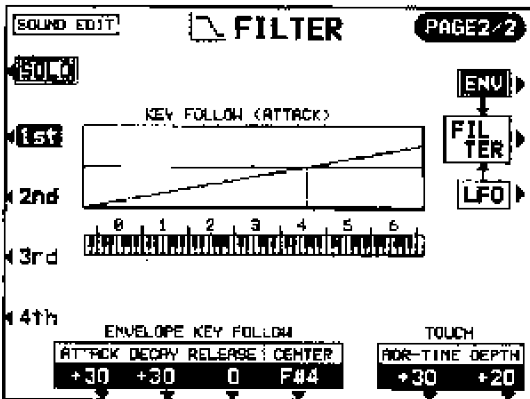 SOUND EDIT
FILTER
PAGE2/2
SOLO
ENV
KEY FOLLOW (ATTACK)
1st
FIL
TER
2nd
LFO
0 1 2 3 4 5 6
3rd
4th
ENVELOPE KEY FOLLOW
TOUCH
ATTACK DECAY RELEASE CENTER
ADR-TIME DEPTH
+30 +30 0 F#4
+30 +20